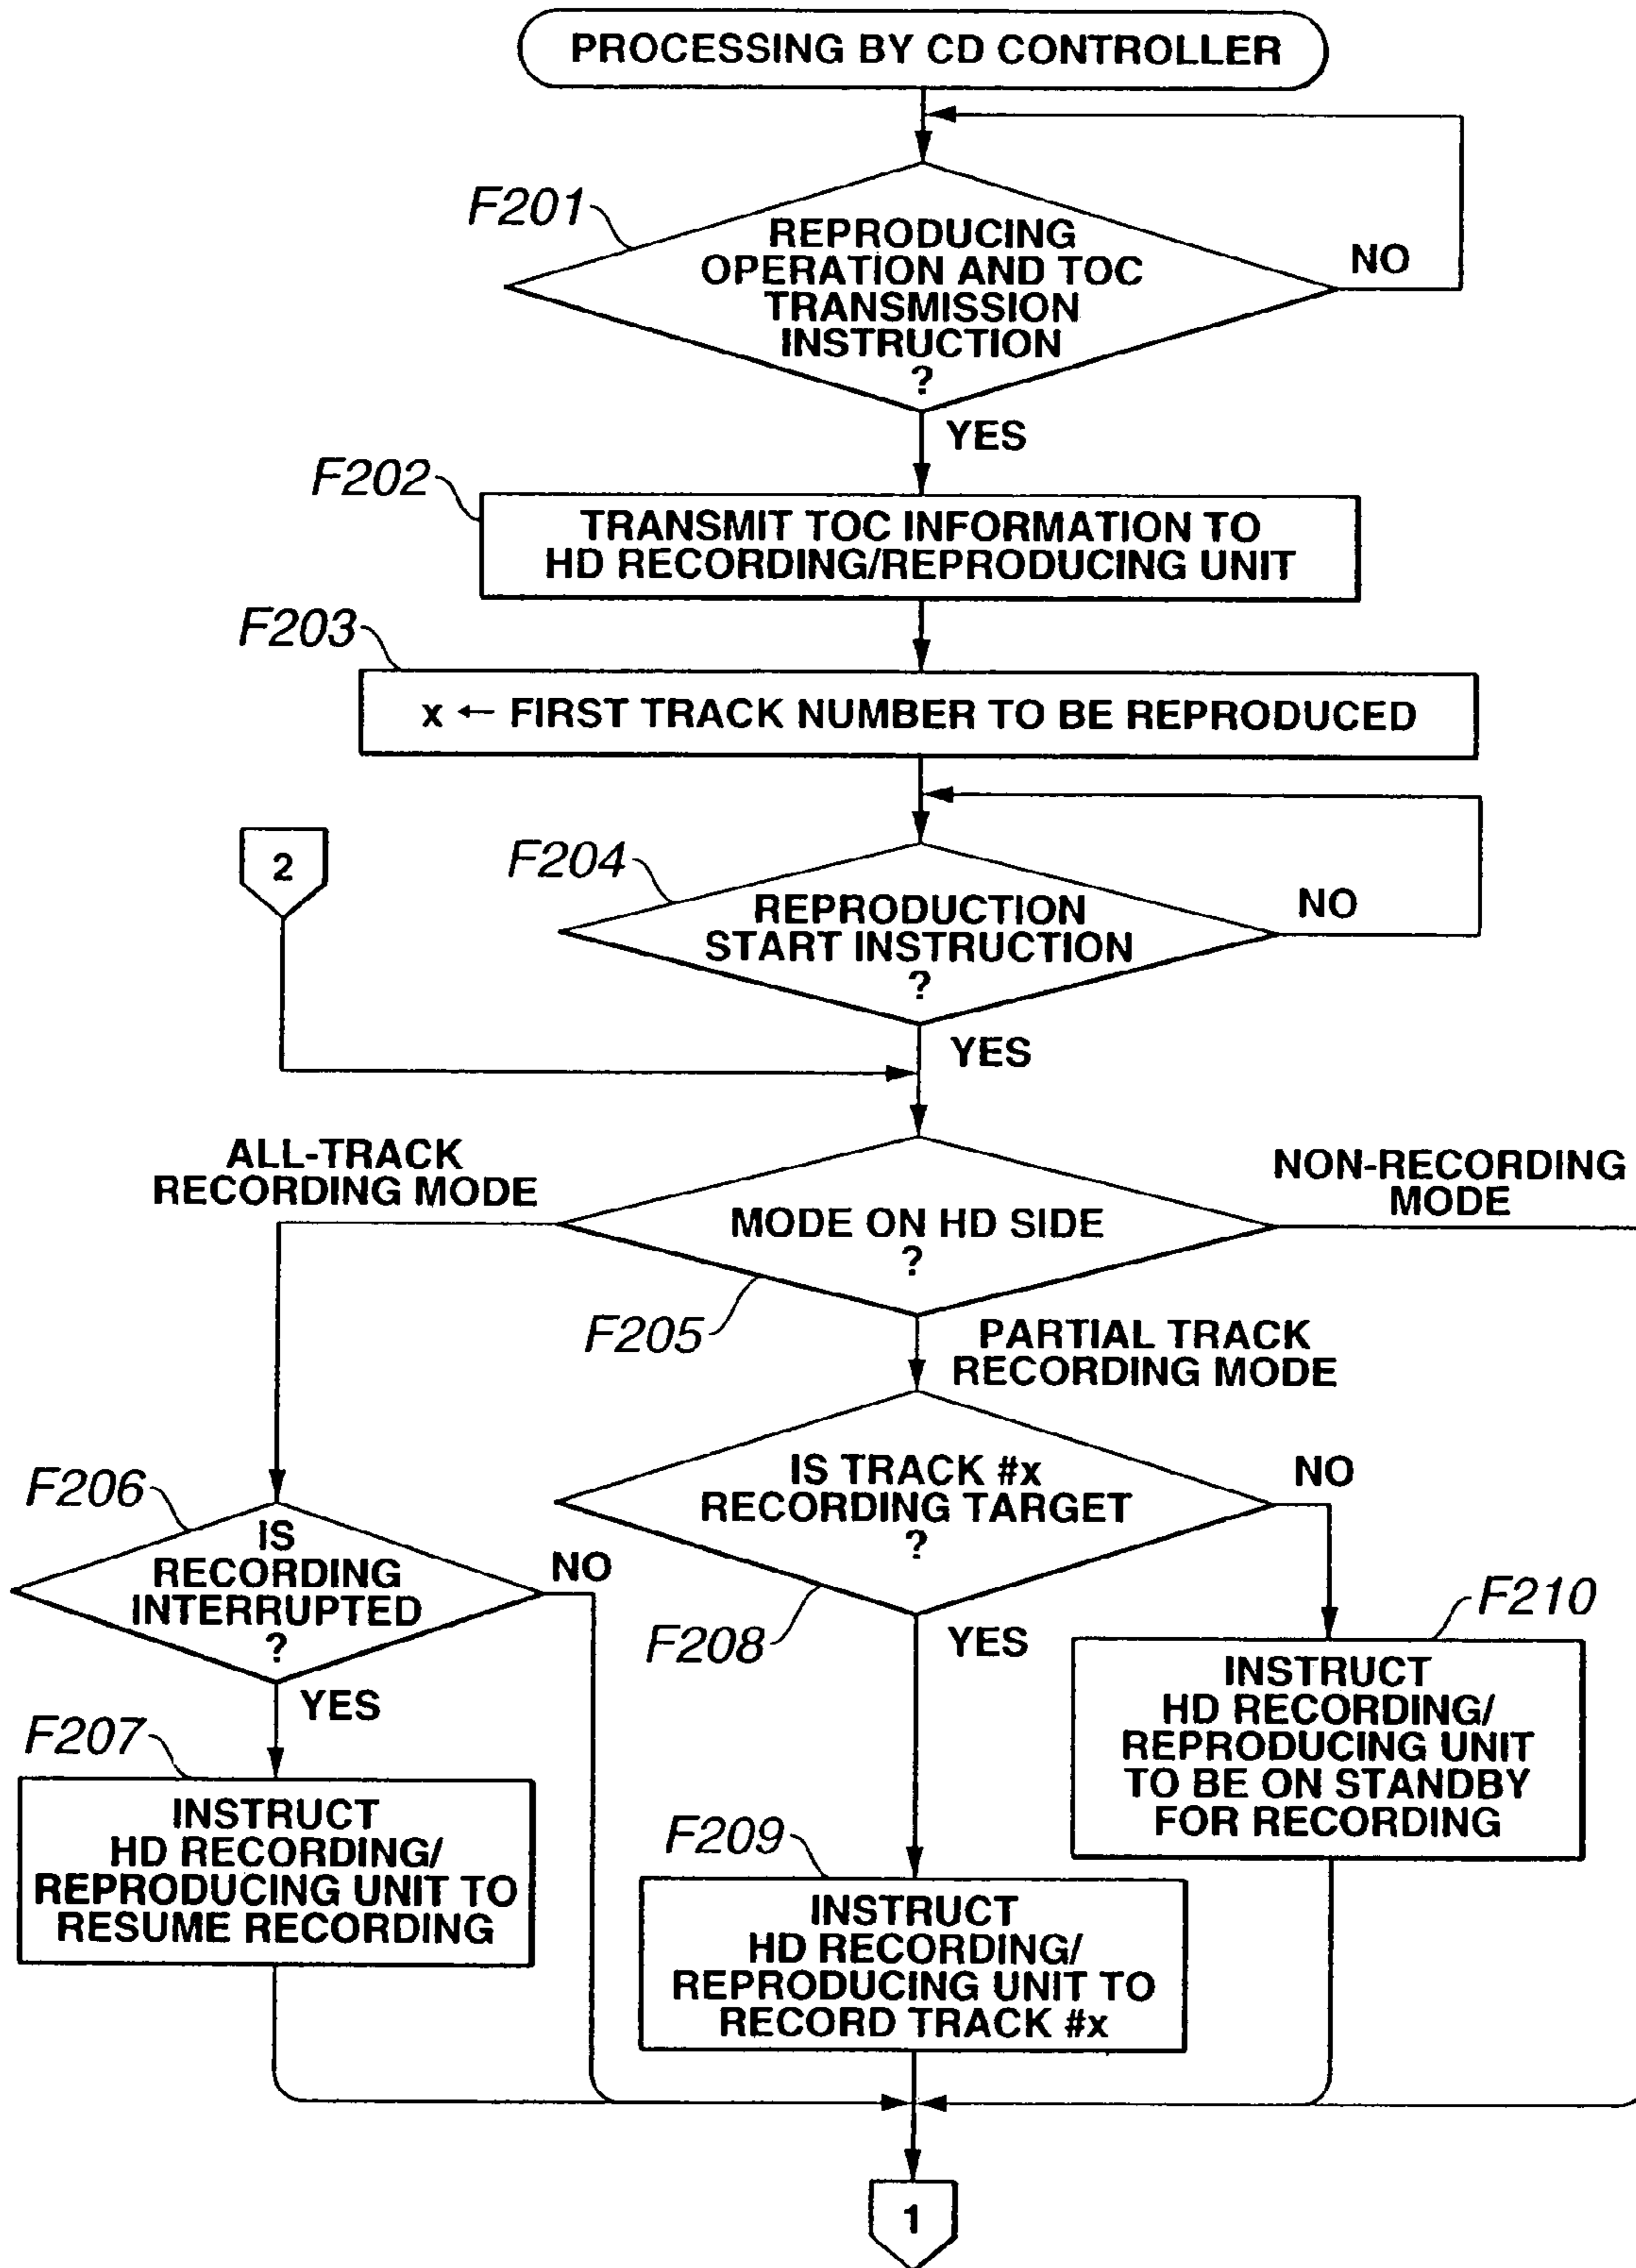 PROCESSING BY CD CONTROLLER
F201
REPRODUCING
OPERATION AND TOC
TRANSMISSION
INSTRUCTION
?
NO
YES
F202
TRANSMIT TOC INFORMATION TO
HD RECORDING/REPRODUCING UNIT
F203
x ← FIRST TRACK NUMBER TO BE REPRODUCED
2
F204
REPRODUCTION
START INSTRUCTION
?
NO
YES
ALL-TRACK
RECORDING MODE
MODE ON HD SIDE
?
NON-RECORDING
MODE
F205
PARTIAL TRACK
RECORDING MODE
F206
IS
RECORDING
INTERRUPTED
?
NO
YES
IS TRACK #x
RECORDING TARGET
?
NO
F208
YES
F210
INSTRUCT
HD RECORDING/
REPRODUCING UNIT
TO BE ON STANDBY
FOR RECORDING
F207
INSTRUCT
HD RECORDING/
REPRODUCING UNIT TO
RESUME RECORDING
F209
INSTRUCT
HD RECORDING/
REPRODUCING UNIT TO
RECORD TRACK #x
1